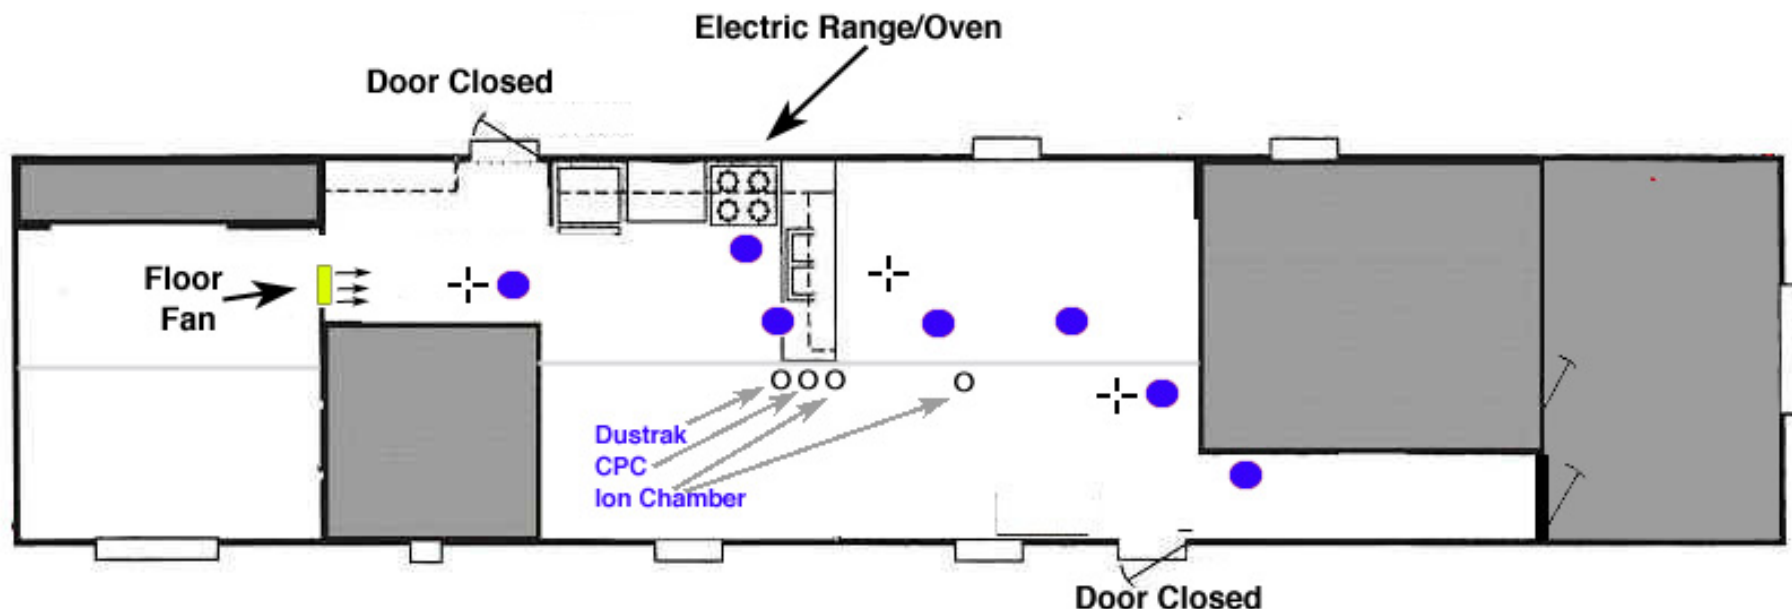 Electric Range/Oven
Door Closed
Floor
Fan
Dustrak
CPC
Ion Chamber
Door Closed